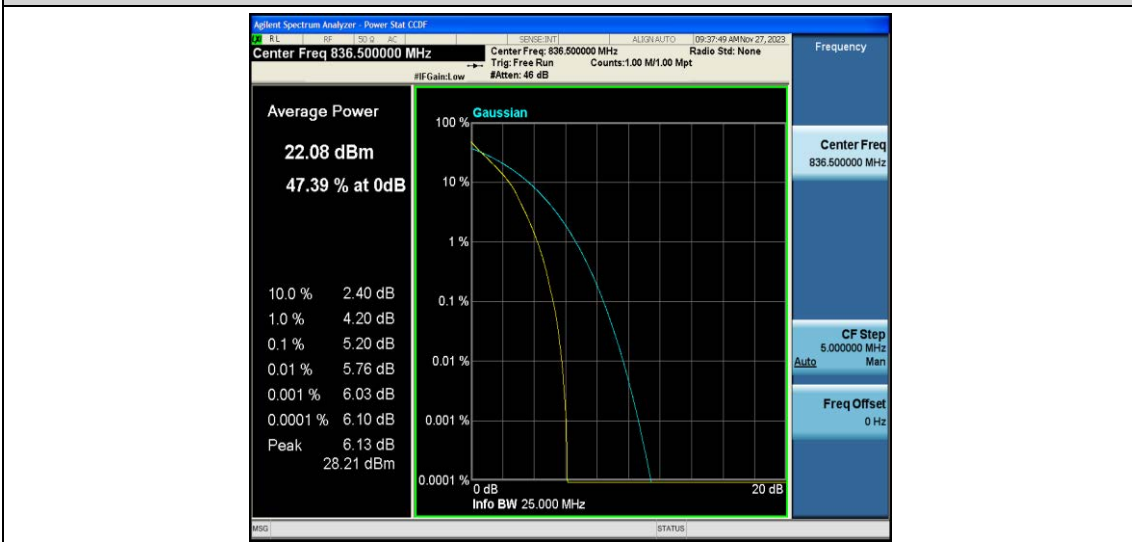 Agilent Spectrum Analyzer - Power Stat CCDF
RL RF 50 Ω AC SENSE:INT ALIGN AUTO 09:37:49 AM Nov 27, 2023
Center Freq 836.500000 MHz
Center Freq: 836.500000 MHz Radio Std: None
Trig: Free Run Counts:1.00 M/1.00 Mpt
#IFGain:Low #Atten: 46 dB
Frequency
Average Power
22.08 dBm
47.39 % at 0dB
10.0 % 2.40 dB
1.0 % 4.20 dB
0.1 % 5.20 dB
0.01 % 5.76 dB
0.001 % 6.03 dB
0.0001 % 6.10 dB
Peak 6.13 dB
28.21 dBm
Gaussian
100 %
10 %
1 %
0.1 %
0.01 %
0.001 %
0.0001 %
0 dB 20 dB
Info BW 25.000 MHz
Center Freq
836.500000 MHz
CF Step
5.000000 MHz
Auto Man
Freq Offset
0 Hz
MSG STATUS